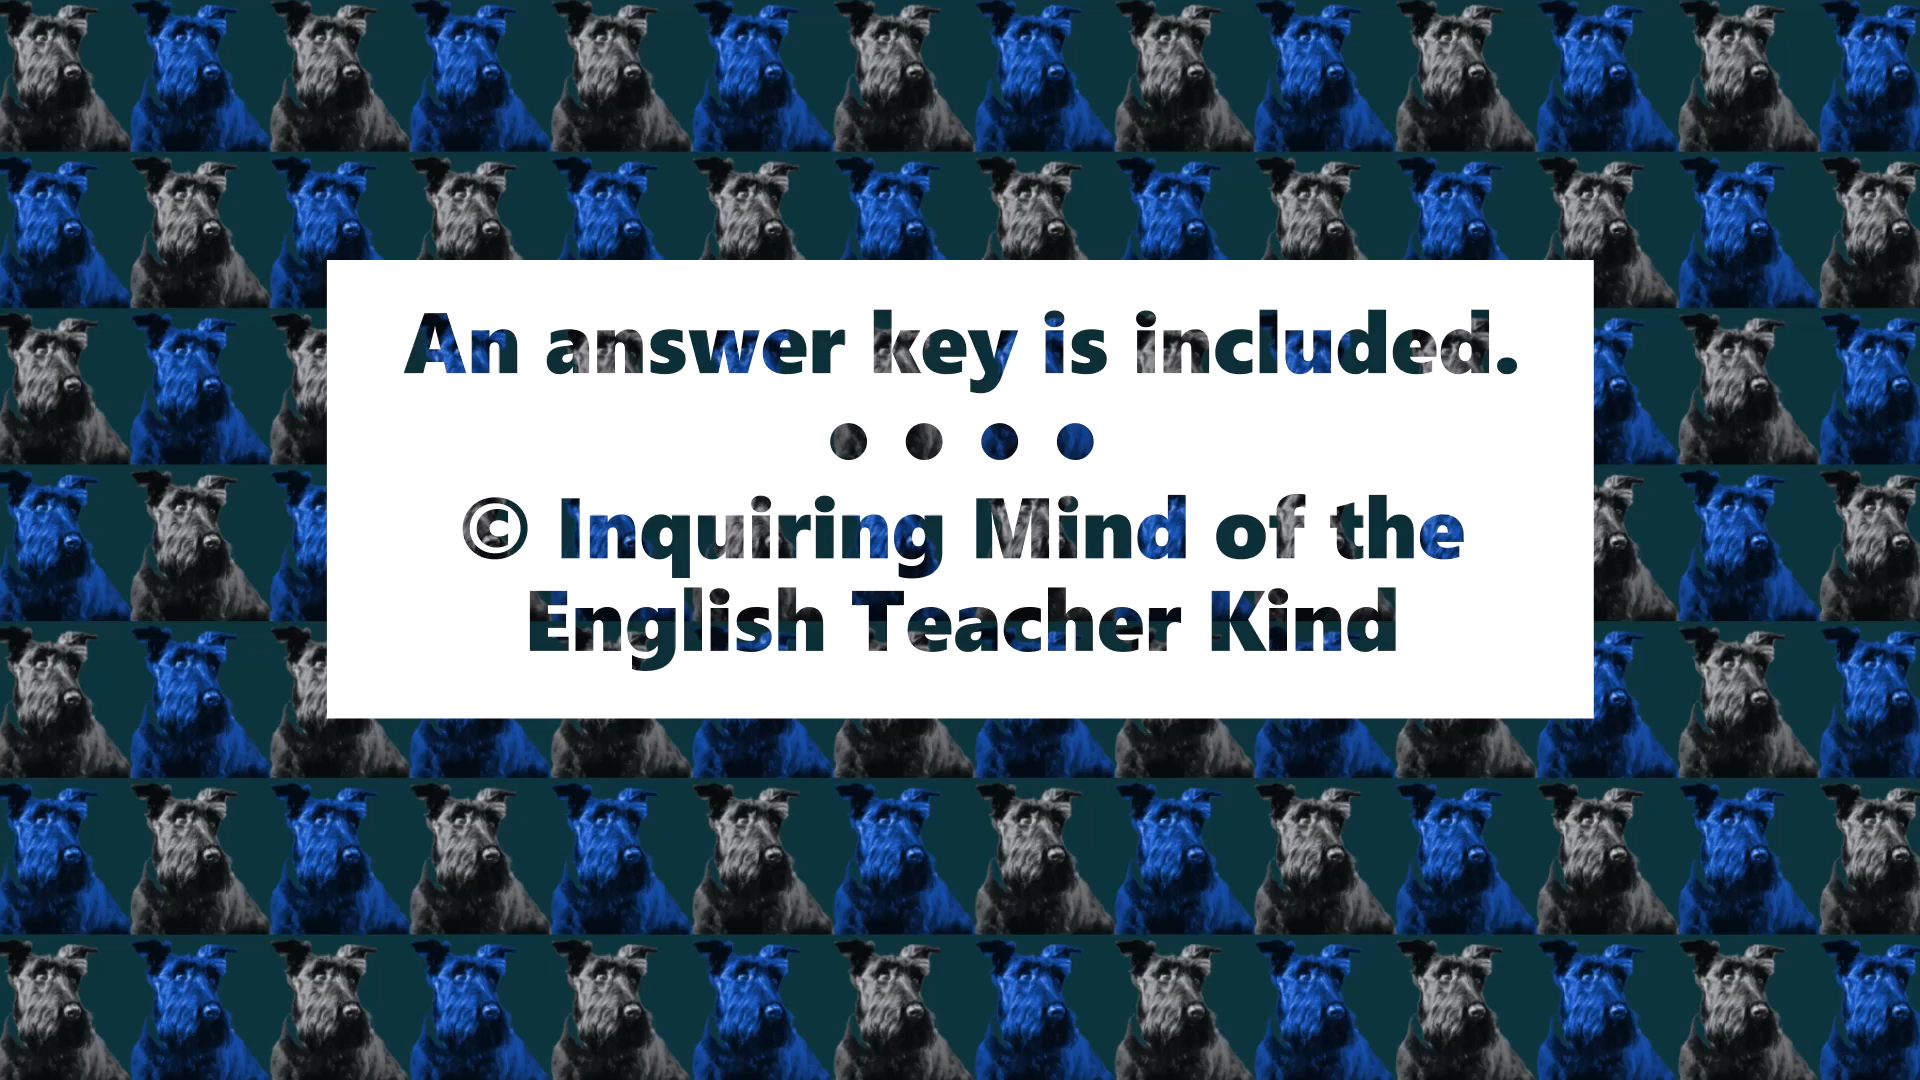 An answer key is included.
• • • •
© Inquiring Mind of the
English Teacher Kind